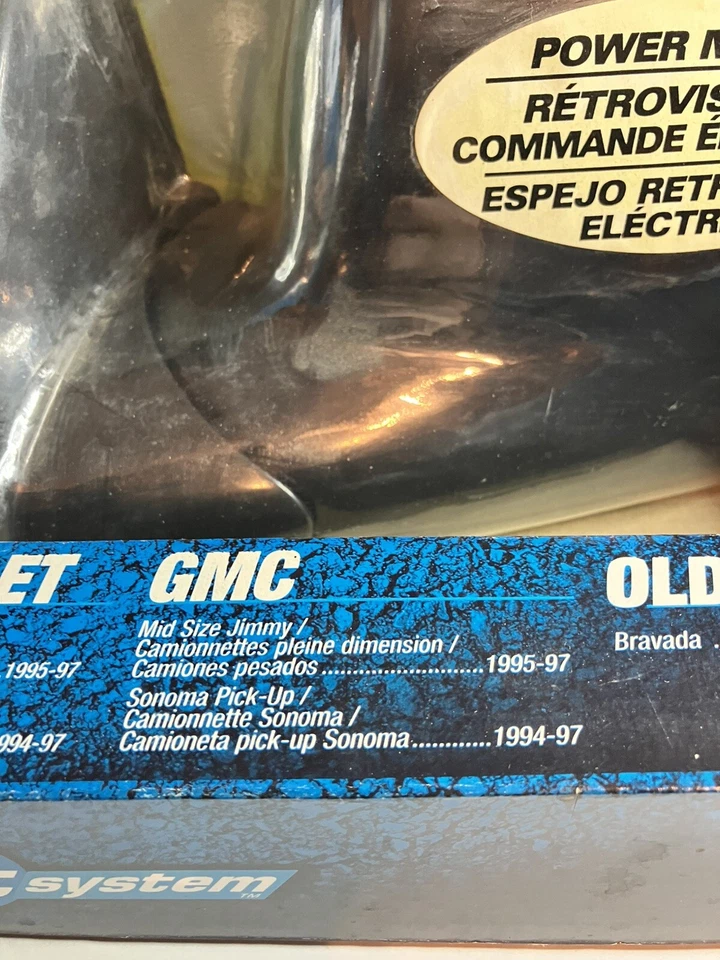 POWER
RÉTROVIS
COMMANDE É
ESPEJO RET
ELÉCTR
ET
GMC
OLD
Mid Size Jimmy /
Camionnettes pleine dimension /
Camiones pesados ........................1995-97
Sonoma Pick-Up /
Camionnette Sonoma /
Camioneta pick-up Sonoma............1994-97
. 1995-97
994-97
Bravada .
system TM